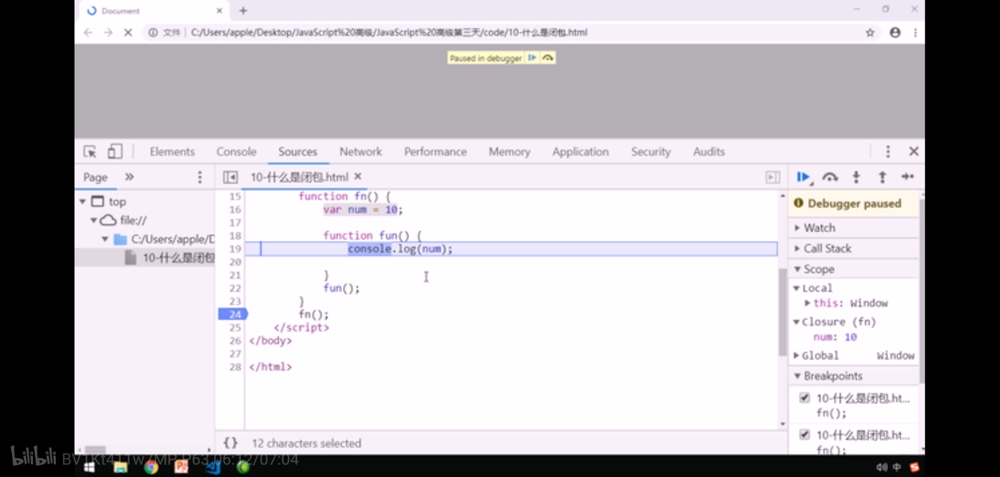 Document
文件
C:/Users/apple/Desktop/JavaScript%20高级/JavaScript%20高级第三天/code/10-什么是闭包.html
Paused in debugger
Elements Console Sources Network Performance Memory Application Security Audits
Page
10-什么是闭包.html
top
file://
C:/Users/apple/D
10-什么是闭包
15 function fn() {
16 var num = 10;
17
18 function fun() {
19 console.log(num);
20
21 }
22 fun();
23 }
24 fn();
25 </script>
26 </body>
27
28 </html>
{} 12 characters selected
Debugger paused
Watch
Call Stack
Scope
Local
this: Window
Closure (fn)
num: 10
Global Window
Breakpoints
10-什么是闭包.ht...
fn();
10-什么是闭包.ht...
fn();
bilibili
P63 06:12/07:04
中